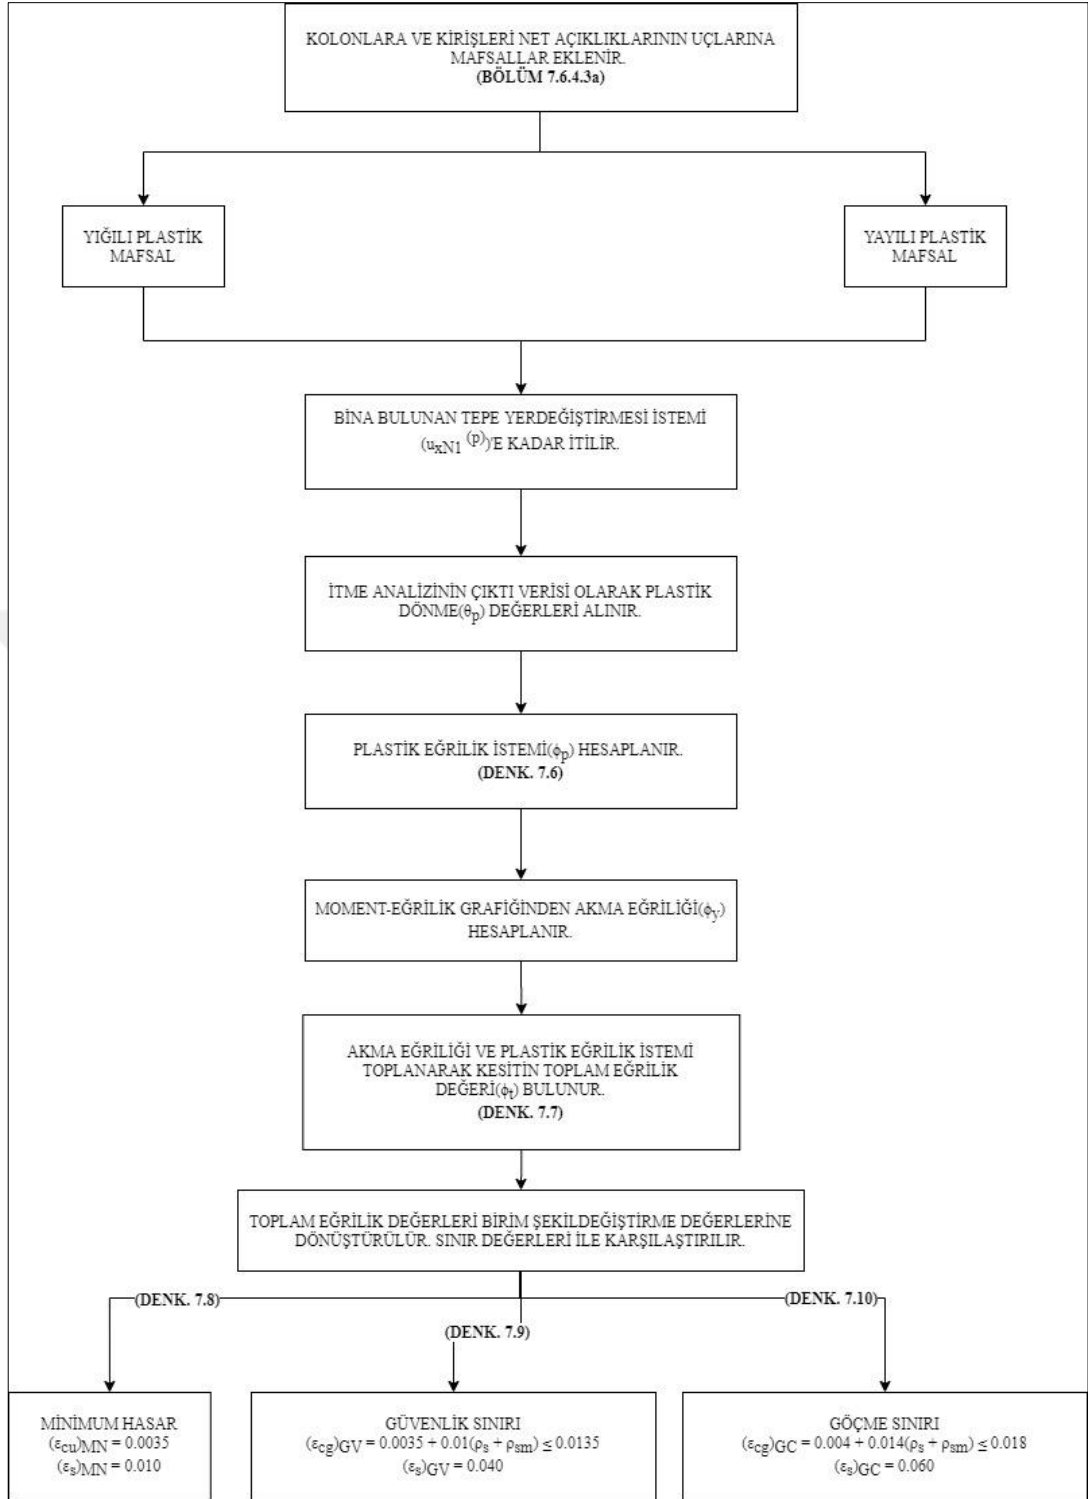 KOLONLARA VE KİRİŞLERİ NET AÇIKLIKLARININ UÇLARINA
MAFSALLAR EKLENİR.
(BÖLÜM 7.6.4.3a)
YIĞILI PLASTİK
MAFSAL
YAYILI PLASTİK
MAFSAL
BİNA BULUNAN TEPE YERDEĞİŞTİRMESİ İSTEMİ
(uxN1 (p))'E KADAR İTİLİR.
İTME ANALİZİNİN ÇIKTI VERİSİ OLARAK PLASTİK
DÖNME(θp) DEĞERLERİ ALINIR.
PLASTİK EĞRİLİK İSTEMİ(ϕp) HESAPLANIR.
(DENK. 7.6)
MOMENT-EĞRİLİK GRAFİĞİNDEN AKMA EĞRİLİĞİ(ϕy)
HESAPLANIR.
AKMA EĞRİLİĞİ VE PLASTİK EĞRİLİK İSTEMİ
TOPLANARAK KESİTİN TOPLAM EĞRİLİK
DEĞERİ(ϕt) BULUNUR.
(DENK. 7.7)
TOPLAM EĞRİLİK DEĞERLERİ BİRİM ŞEKİLDEĞİŞTİRME DEĞERLERİNE
DÖNÜŞTÜRÜLÜR. SINIR DEĞERLERİ İLE KARŞILAŞTIRILIR.
(DENK. 7.8)
(DENK. 7.9)
(DENK. 7.10)
MİNİMUM HASAR
(εcu)MN = 0.0035
(εs)MN = 0.010
GÜVENLİK SINIRI
(εcg)GV = 0.0035 + 0.01(ρs + ρsm) ≤ 0.0135
(εs)GV = 0.040
GÖÇME SINIRI
(εcg)GC = 0.004 + 0.014(ρs + ρsm) ≤ 0.018
(εs)GC = 0.060